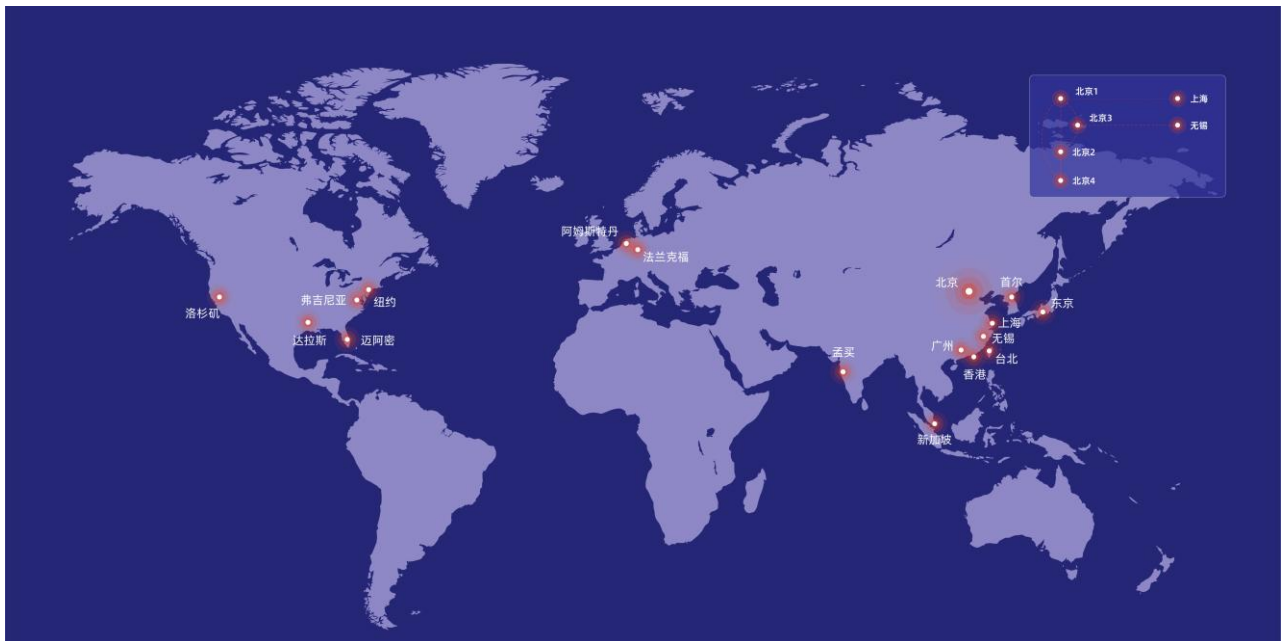 北京1
上海
北京3
无锡
北京2
北京4
阿姆斯特丹
法兰克福
北京
首尔
洛杉矶
弗吉尼亚
纽约
东京
上海
达拉斯
迈阿密
无锡
广州
孟买
台北
香港
新加坡